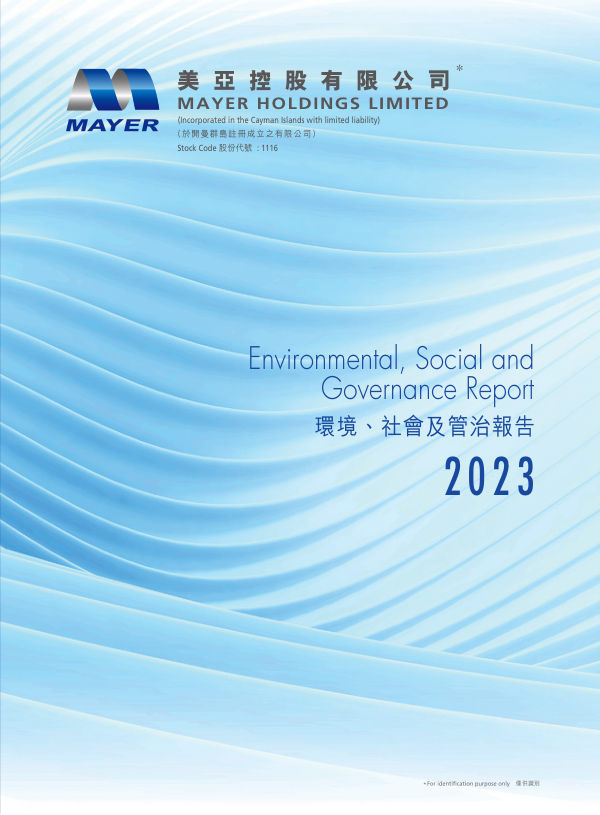 MAYER
美亞控股有限公司*
MAYER HOLDINGS LIMITED
(Incorporated in the Cayman Islands with limited liability)
(於開曼群島註冊成立之有限公司)
Stock Code 股份代號 : 1116
Environmental, Social and
Governance Report
環境、社會及管治報告
2023
* For identification purpose only 僅供識別